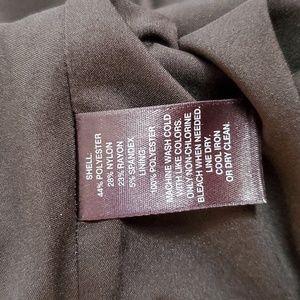 SHELL:
44% POLYESTER
28% NYLON
23% RAYON
5% SPANDEX
LINING:
100% POLYESTER
MACHINE WASH COLD
WITH LIKE COLORS.
ONLY NON-CHLORINE
BLEACH WHEN NEEDED.
LINE DRY.
COOL IRON
OR DRY CLEAN.